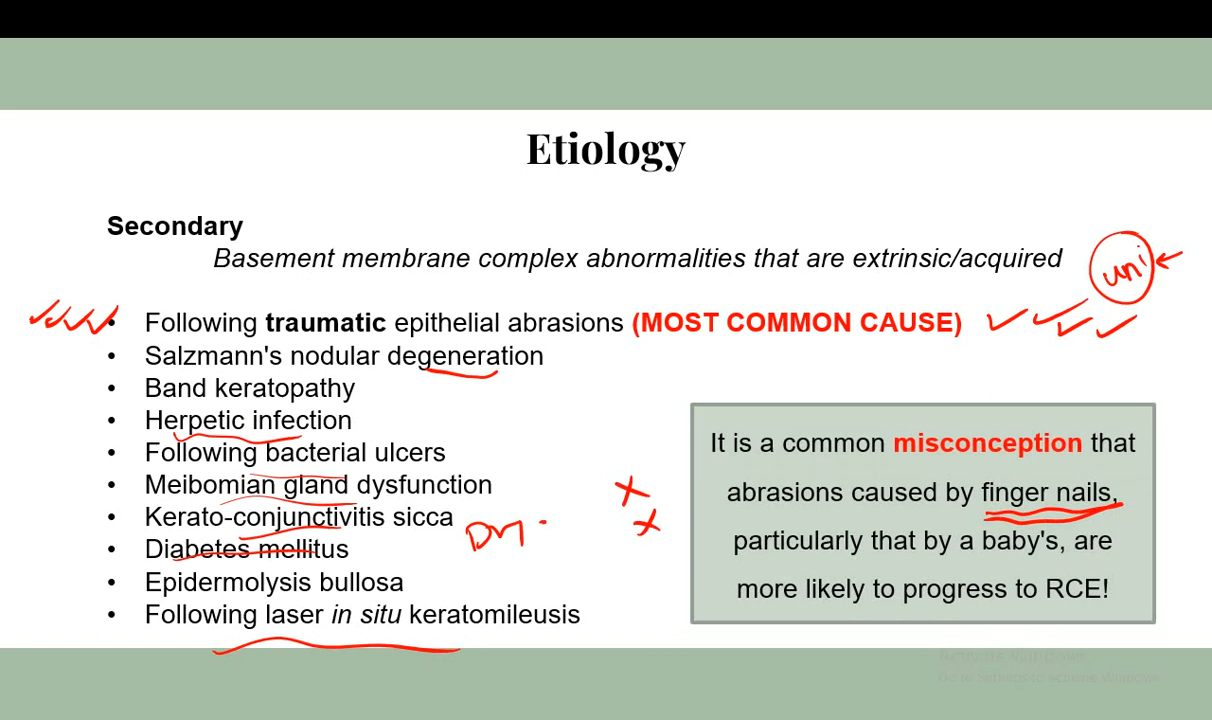 Etiology
Secondary
Basement membrane complex abnormalities that are extrinsic/acquired
uni
• Following traumatic epithelial abrasions (MOST COMMON CAUSE)
• Salzmann's nodular degeneration
• Band keratopathy
• Herpetic infection
• Following bacterial ulcers
• Meibomian gland dysfunction
• Kerato-conjunctivitis sicca
• Diabetes mellitus
• Epidermolysis bullosa
• Following laser in situ keratomileusis
It is a common misconception that
abrasions caused by finger nails,
particularly that by a baby's, are
more likely to progress to RCE!